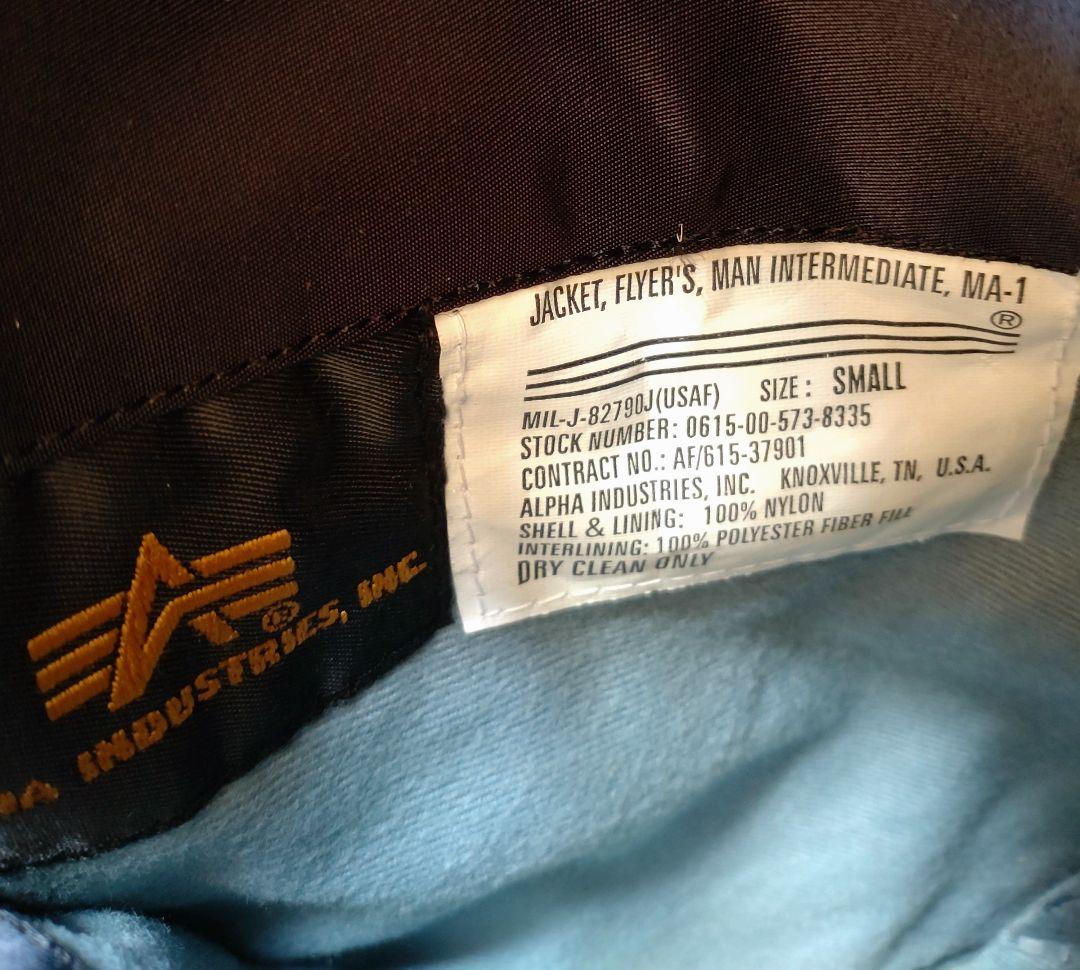 JACKET, FLYER'S, MAN INTERMEDIATE, MA-1
®
MIL-J-82790J(USAF) SIZE: SMALL
STOCK NUMBER: 0615-00-573-8335
CONTRACT NO.: AF/615-37901
ALPHA INDUSTRIES, INC. KNOXVILLE, TN, U.S.A.
SHELL & LINING: 100% NYLON
INTERLINING: 100% POLYESTER FIBER FILL
DRY CLEAN ONLY
®
HA INDUSTRIES, INC.